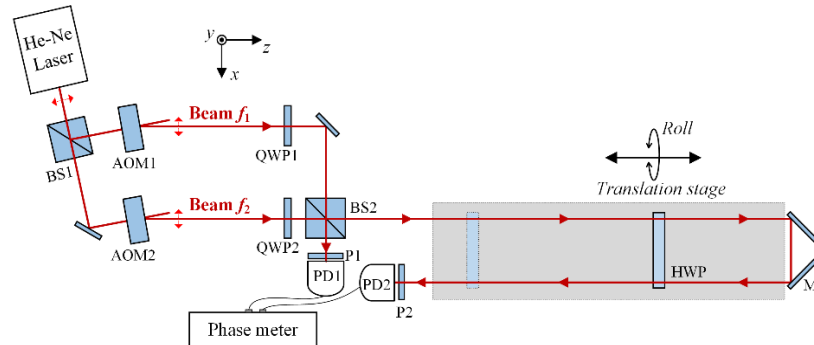 He-Ne
Laser
y
z
x
Beam f1
Roll
BS1
AOM1
QWP1
Translation stage
Beam f2
BS2
AOM2
QWP2
P1
PD1
PD2
P2
HWP
M
Phase meter